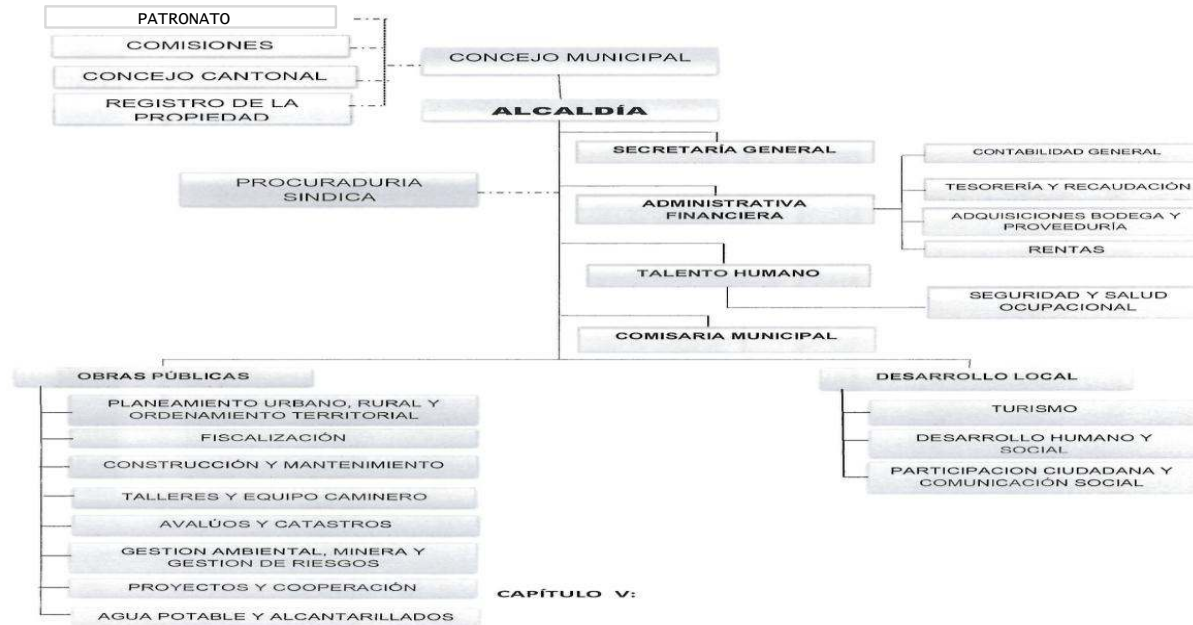 PATRONATO
COMISIONES
CONCEJO CANTONAL
REGISTRO DE LA
PROPIEDAD
CONCEJO MUNICIPAL
ALCALDÍA
SECRETARÍA GENERAL
PROCURADURIA
SINDICA
ADMINISTRATIVA
FINANCIERA
CONTABILIDAD GENERAL
TESORERÍA Y RECAUDACIÓN
ADQUISICIONES BODEGA Y
PROVEEDURÍA
RENTAS
TALENTO HUMANO
SEGURIDAD Y SALUD
OCUPACIONAL
COMISARIA MUNICIPAL
OBRAS PÚBLICAS
PLANEAMIENTO URBANO, RURAL Y
ORDENAMIENTO TERRITORIAL
FISCALIZACIÓN
CONSTRUCCIÓN Y MANTENIMIENTO
TALLERES Y EQUIPO CAMINERO
AVALÚOS Y CATASTROS
GESTION AMBIENTAL, MINERA Y
GESTION DE RIESGOS
PROYECTOS Y COOPERACIÓN
AGUA POTABLE Y ALCANTARILLADOS
DESARROLLO LOCAL
TURISMO
DESARROLLO HUMANO Y
SOCIAL
PARTICIPACION CIUDADANA Y
COMUNICACIÓN SOCIAL
CAPÍTULO V: